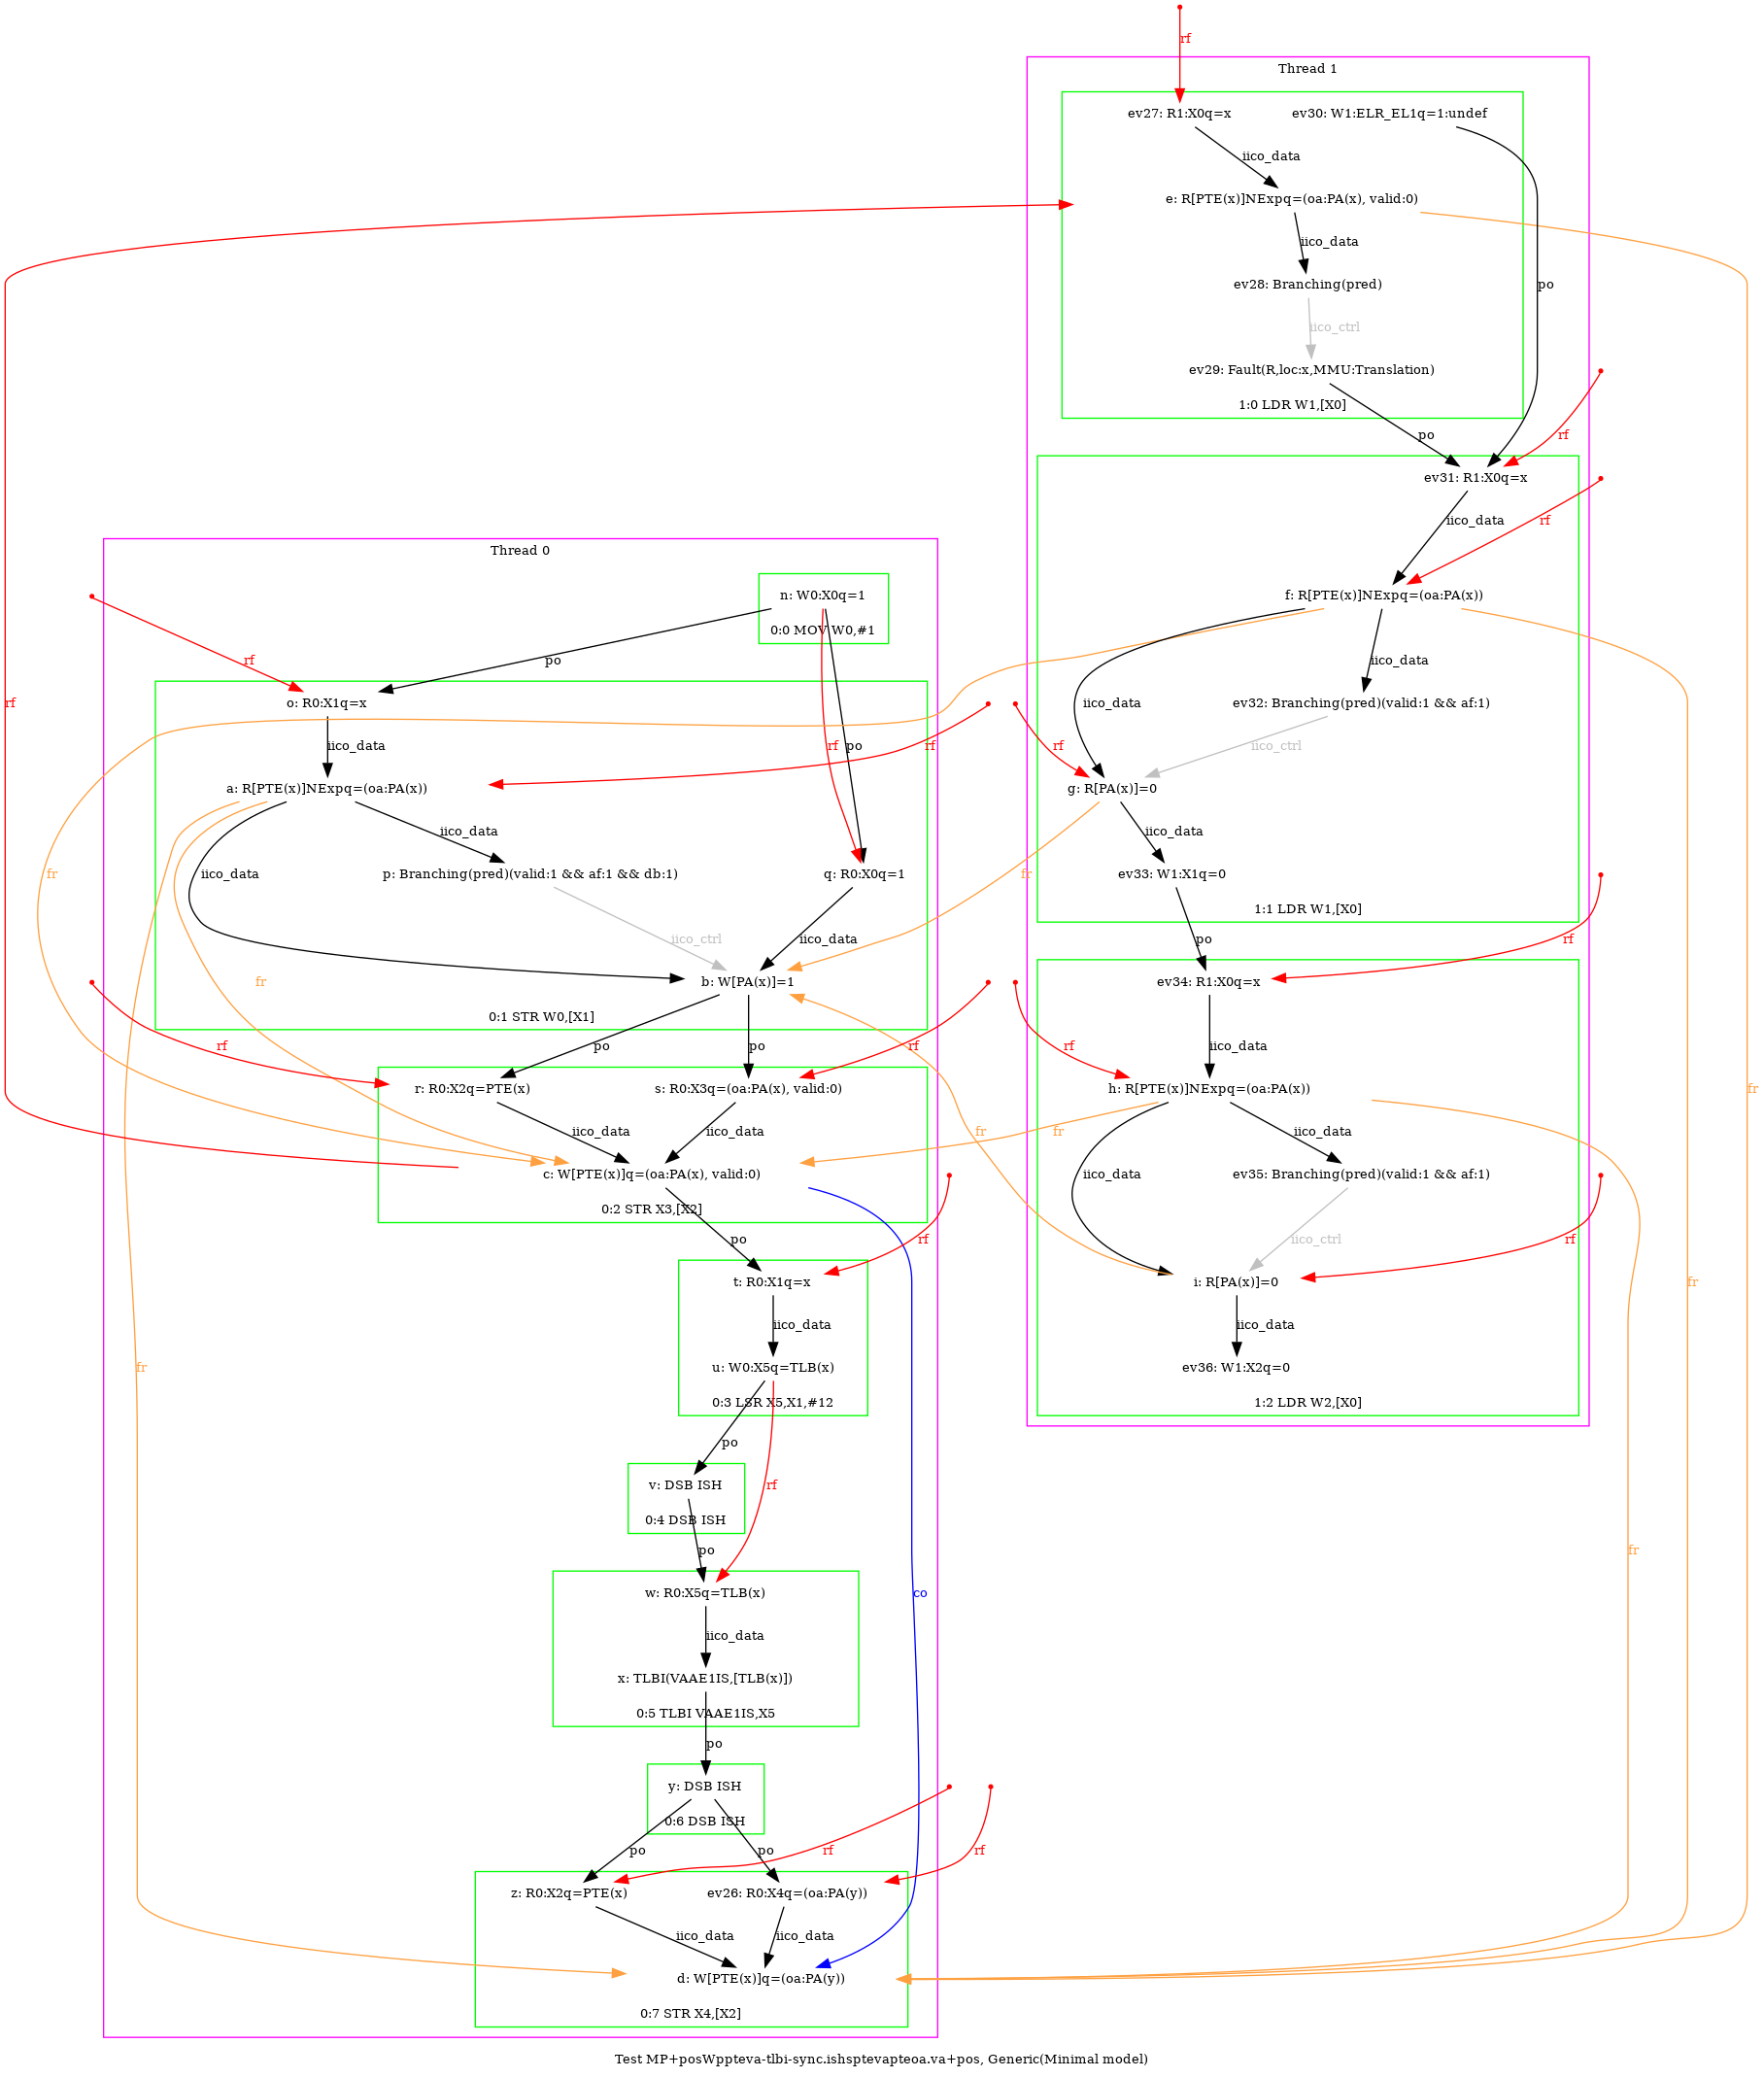 rf
Thread 1
ev27: R1:X0q=x
ev30: W1:ELR_EL1q=1:undef
iico_data
e: R[PTE(x)]NExpq=(oa:PA(x), valid:0)
iico_data
ev28: Branching(pred)
po
iico_ctrl
ev29: Fault(R,loc:x,MMU:Translation)
1:0 LDR W1,[X0]
po
rf
ev31: R1:X0q=x
iico_data
rf
f: R[PTE(x)]NExpq=(oa:PA(x))
iico_data
iico_data
ev32: Branching(pred)(valid:1 && af:1)
rf
iico_ctrl
g: R[PA(x)]=0
iico_data
fr
ev33: W1:X1q=0
1:1 LDR W1,[X0]
po
rf
ev34: R1:X0q=x
rf
iico_data
h: R[PTE(x)]NExpq=(oa:PA(x))
fr
iico_data
iico_data
ev35: Branching(pred)(valid:1 && af:1)
fr
iico_ctrl
rf
i: R[PA(x)]=0
iico_data
ev36: W1:X2q=0
1:2 LDR W2,[X0]
fr
fr
fr
Thread 0
n: W0:X0q=1
0:0 MOV W0,#1
rf
po
rf
o: R0:X1q=x
iico_data
rf
po
rf
a: R[PTE(x)]NExpq=(oa:PA(x))
iico_data
iico_data
fr
p: Branching(pred)(valid:1 && af:1 && db:1)
q: R0:X0q=1
iico_ctrl
iico_data
fr
b: W[PA(x)]=1
0:1 STR W0,[X1]
rf
po
po
rf
r: R0:X2q=PTE(x)
s: R0:X3q=(oa:PA(x), valid:0)
iico_data
iico_data
c: W[PTE(x)]q=(oa:PA(x), valid:0)
0:2 STR X3,[X2]
po
rf
t: R0:X1q=x
iico_data
fr
u: W0:X5q=TLB(x)
0:3 LSR X5,X1,#12
po
rf
v: DSB ISH
0:4 DSB ISH
po
w: R0:X5q=TLB(x)
co
iico_data
x: TLBI(VAAE1IS,[TLB(x)])
0:5 TLBI VAAE1IS,X5
po
y: DSB ISH
0:6 DSB ISH
po
po
rf
rf
z: R0:X2q=PTE(x)
ev26: R0:X4q=(oa:PA(y))
iico_data
iico_data
d: W[PTE(x)]q=(oa:PA(y))
0:7 STR X4,[X2]
Test MP+posWppteva-tlbi-sync.ishsptevapteoa.va+pos, Generic(Minimal model)